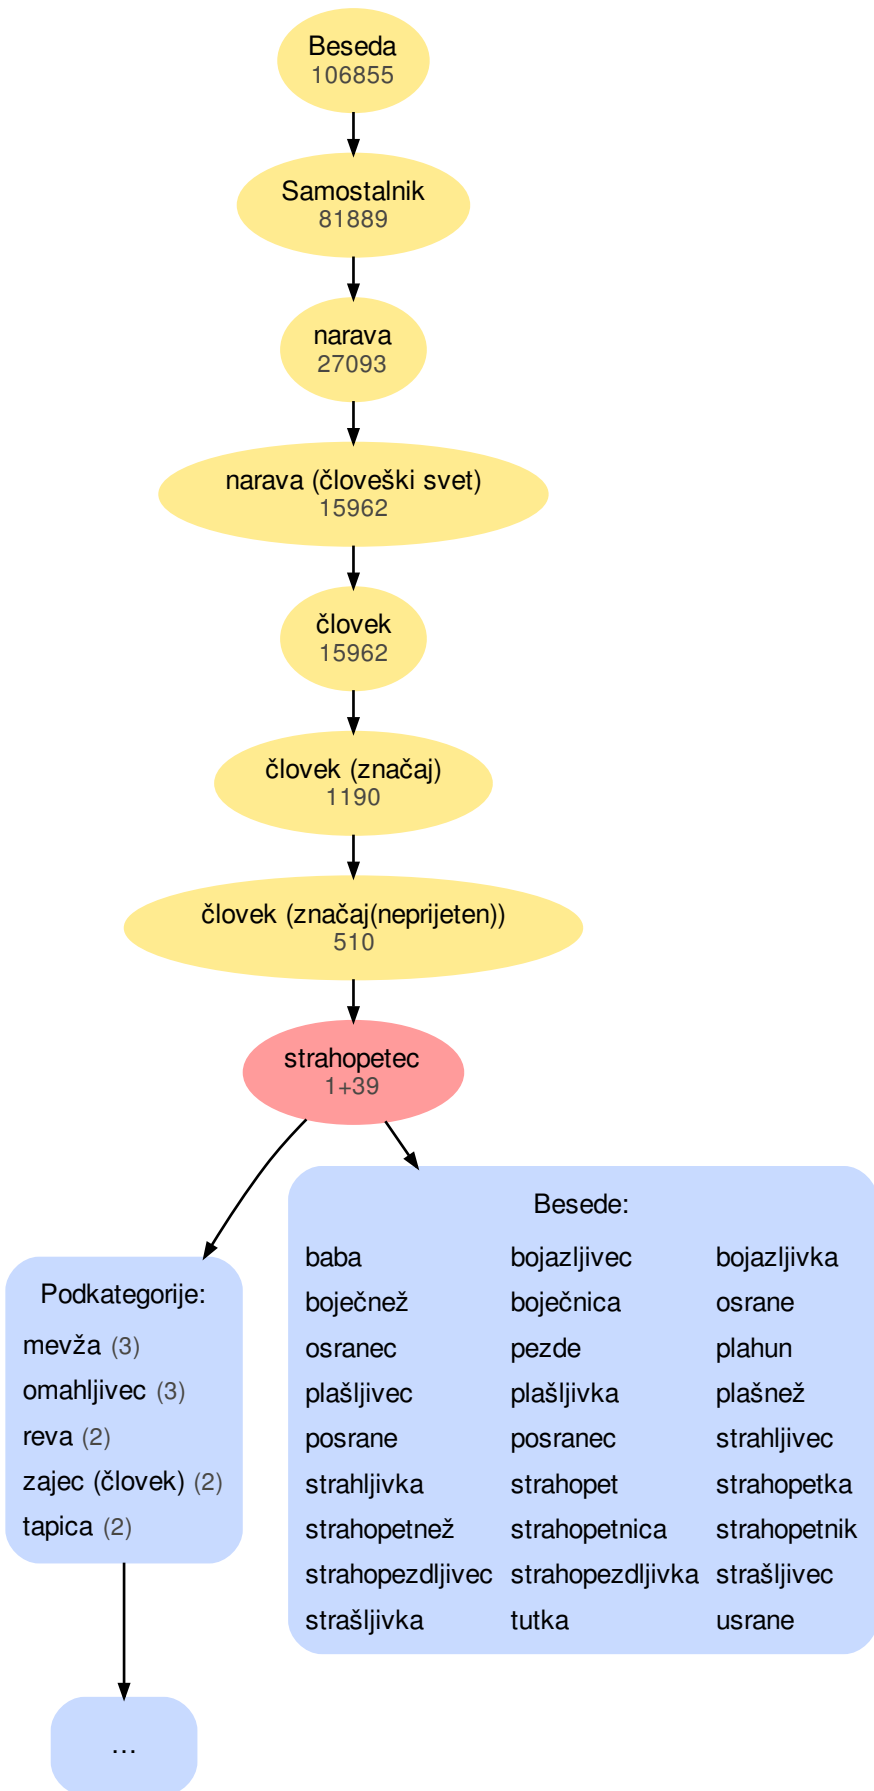 Beseda
106855
Samostalnik
81889
narava
27093
narava (človeški svet)
15962
človek
15962
človek (značaj)
1190
človek (značaj(neprijeten))
510
strahopetec
1+39
Podkategorije:
mevža (3)
omahljivec (3)
reva (2)
zajec (človek) (2)
tapica (2)
...
Besede:
baba bojazljivec bojazljivka
boječnež boječnica osrane
osranec pezde plahun
plašljivec plašljivka plašnež
posrane posranec strahljivec
strahljivka strahopet strahopetka
strahopetnež strahopetnica strahopetnik
strahopezdljivec strahopezdljivka strašljivec
strašljivka tutka usrane